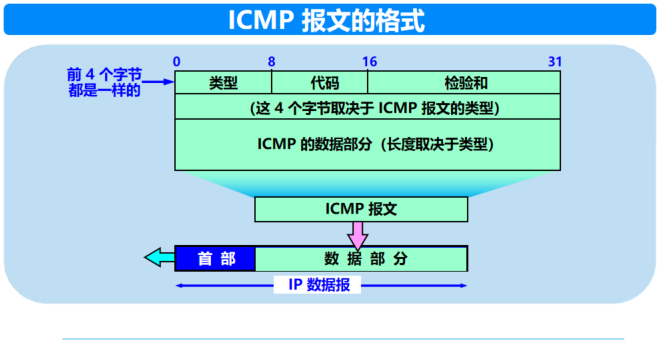 ICMP 报文的格式
0 8 16 31
前 4 个字节
都是一样的
类型 代码 检验和
(这 4 个字节取决于 ICMP 报文的类型)
ICMP 的数据部分（长度取决于类型）
ICMP 报文
首 部 数 据 部 分
IP 数据报